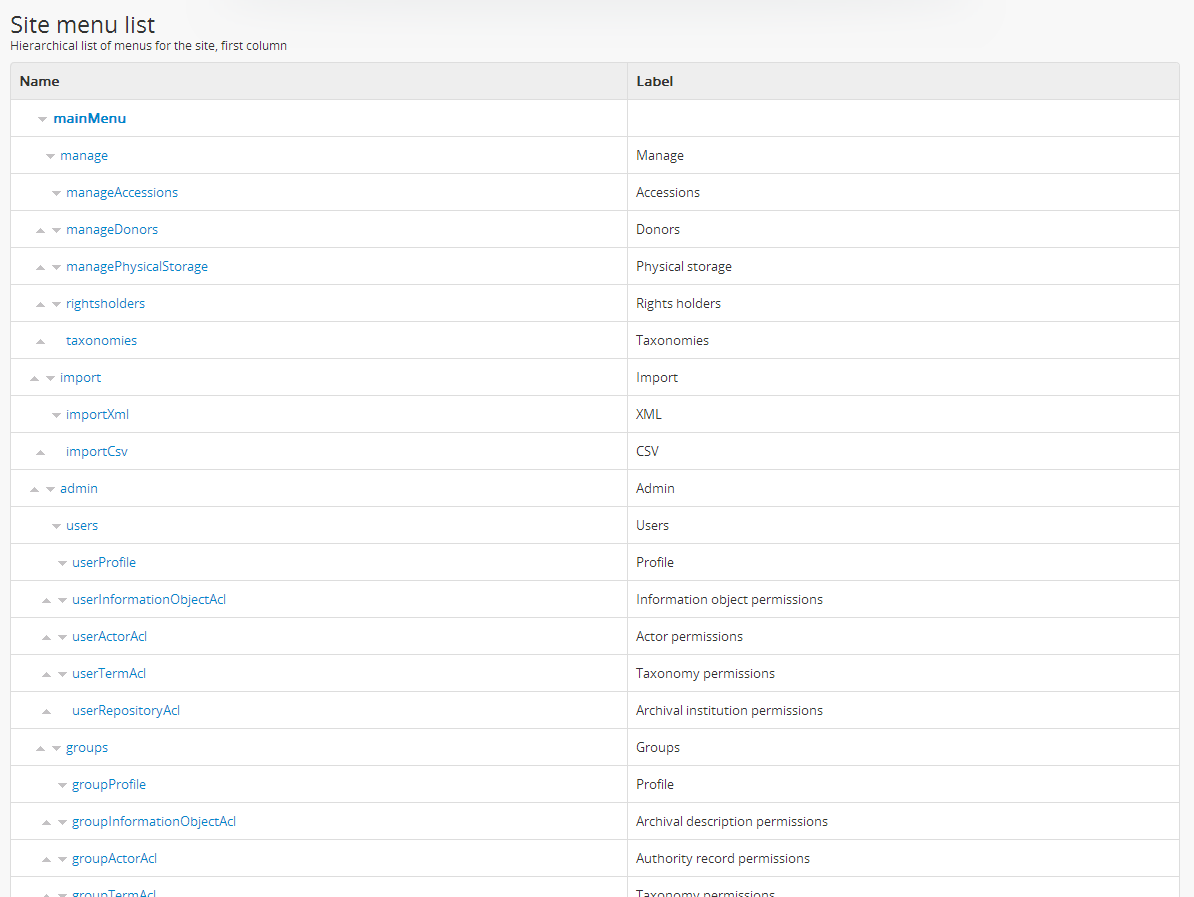 Site menu list
Hierarchical list of menus for the site, first column
Name Label
mainMenu
manage Manage
manageAccessions Accessions
manageDonors Donors
managePhysicalStorage Physical storage
rightsholders Rights holders
taxonomies Taxonomies
import Import
importXml XML
importCsv CSV
admin Admin
users Users
userProfile Profile
userInformationObjectAcl Information object permissions
userActorAcl Actor permissions
userTermAcl Taxonomy permissions
userRepositoryAcl Archival institution permissions
groups Groups
groupProfile Profile
groupInformationObjectAcl Archival description permissions
groupActorAcl Authority record permissions
groupTermAcl Taxonomy permissions